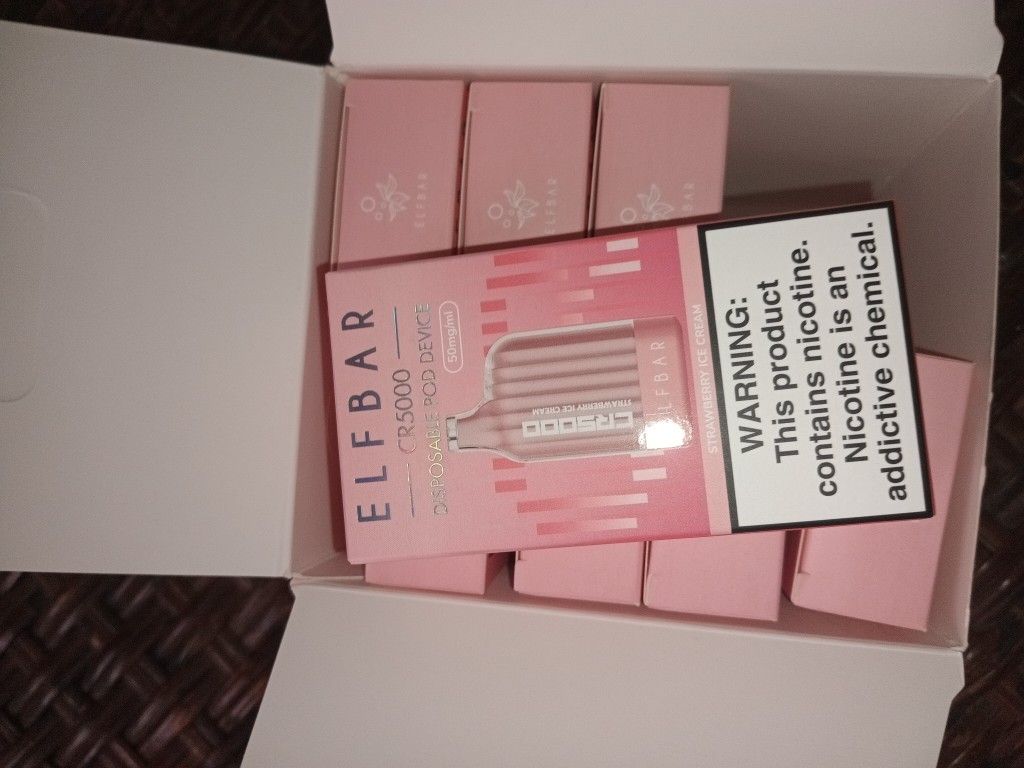 ELFBAR
ELFBAR
ELFBAR
ELFBAR
CR5000
DISPOSABLE POD DEVICE
50mg/ml
CR5000
STRAWBERRY ICE CREAM
ELFBAR
STRAWBERRY ICE CREAM
WARNING:
This product
contains nicotine.
Nicotine is an
addictive chemical.